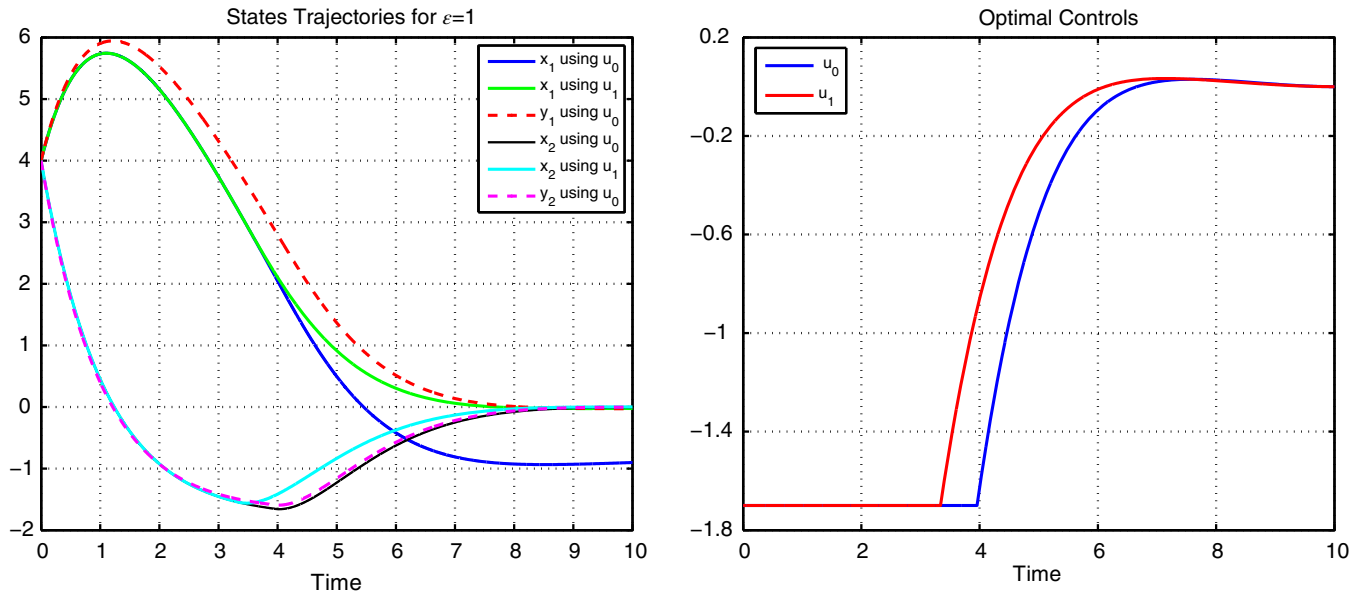 States Trajectories for ε=1
6
5
4
3
2
1
0
−1
−2
0 1 2 3 4 5 6 7 8 9 10
Time
x1 using u0
x1 using u1
y1 using u0
x2 using u0
x2 using u1
y2 using u0
Optimal Controls
0.2
−0.2
−0.6
−1
−1.4
−1.8
0 2 4 6 8 10
Time
u0
u1